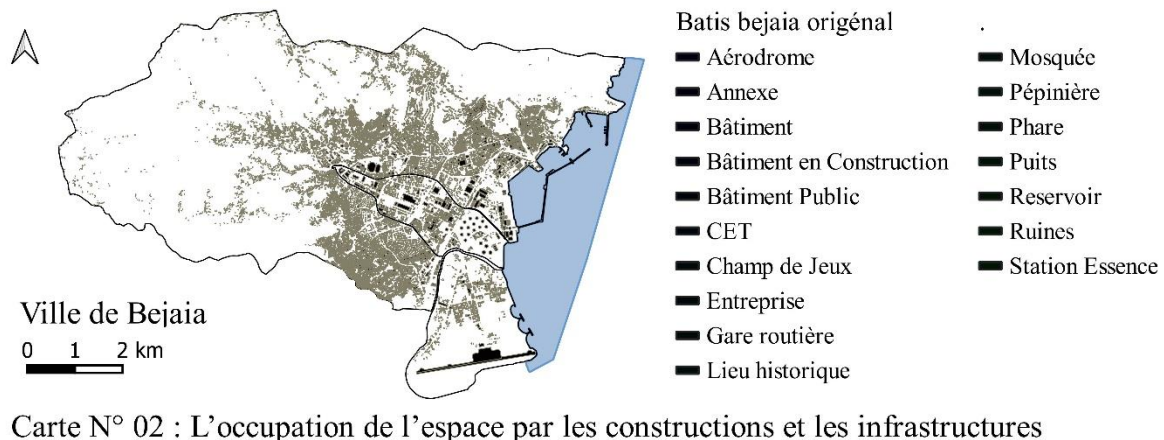 Batis bejaia origénal
.
Aérodrome
Annexe
Bâtiment
Bâtiment en Construction
Bâtiment Public
CET
Champ de Jeux
Entreprise
Gare routière
Lieu historique
Mosquée
Pépinière
Phare
Puits
Reservoir
Ruines
Station Essence
Ville de Bejaia
0 1 2 km
Carte N° 02 : L’occupation de l’espace par les constructions et les infrastructures